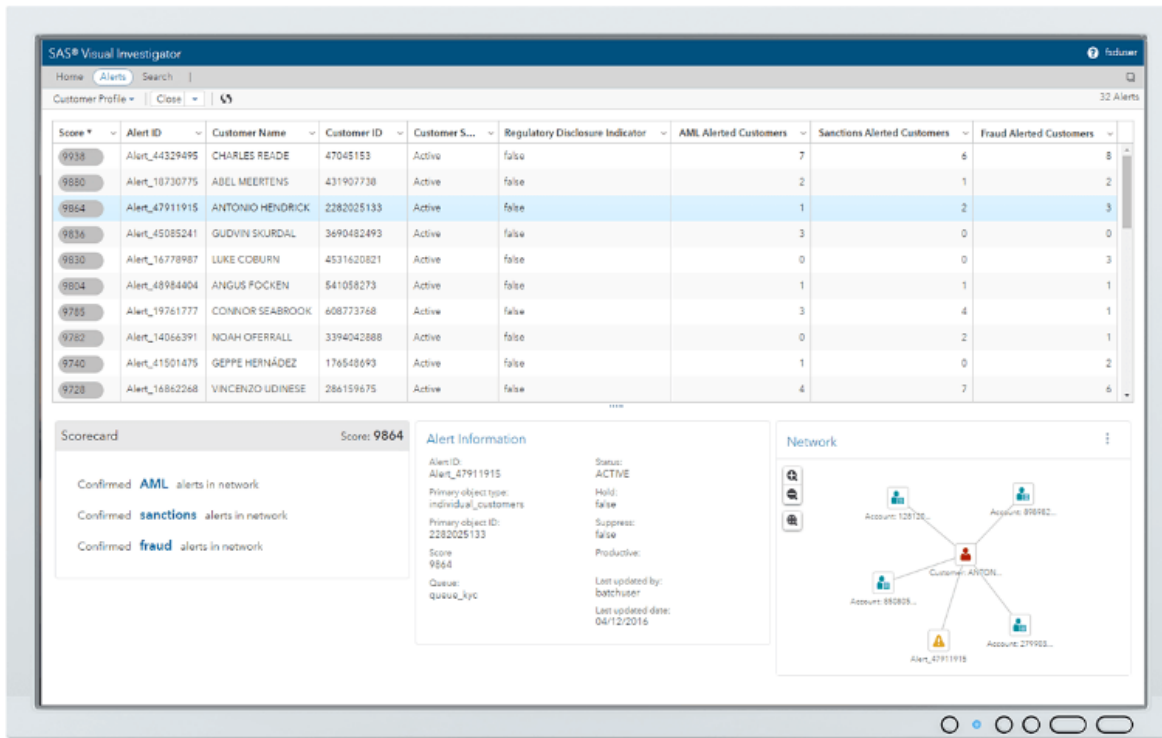 SAS® Visual Investigator
fsduser
Home Alerts Search
Customer Profile Close 32 Alerts
Score Alert ID Customer Name Customer ID Customer S... Regulatory Disclosure Indicator AML Alerted Customers Sanctions Alerted Customers Fraud Alerted Customers
9938 Alert_44329495 CHARLES READE 47045153 Active false 7 6 8
9880 Alert_18730775 ABEL MEERTENS 431907738 Active false 2 1 2
9864 Alert_47911915 ANTONIO HENDRICK 2282025133 Active false 1 2 3
9836 Alert_45085241 GUDVIN SKURDAL 3690482493 Active false 3 0 0
9830 Alert_16778987 LUKE COBURN 4531620821 Active false 0 0 3
9804 Alert_48984404 ANGUS FOCKEN 541058273 Active false 1 1 1
9785 Alert_19761777 CONNOR SEABROOK 608773768 Active false 3 4 1
9782 Alert_14066391 NOAH OFERRALL 3394042888 Active false 0 2 1
9740 Alert_41501475 GEPPE HERNÁDEZ 176548693 Active false 1 0 2
9728 Alert_16862268 VINCENZO UDINESE 286159675 Active false 4 7 6
Scorecard Score: 9864
Confirmed AML alerts in network
Confirmed sanctions alerts in network
Confirmed fraud alerts in network
Alert Information
Alert ID:
Alert_47911915
Primary object type:
individual_customers
Primary object ID:
2282025133
Score
9864
Queue:
queue_kyc
Status:
ACTIVE
Hold:
false
Suppress:
false
Productive:
Last updated by:
batchuser
Last updated date:
04/12/2016
Network
Account: 128120...
Account: 898982...
Customer: ANTON...
Account: 880805...
Account: 279985...
Alert_47911915